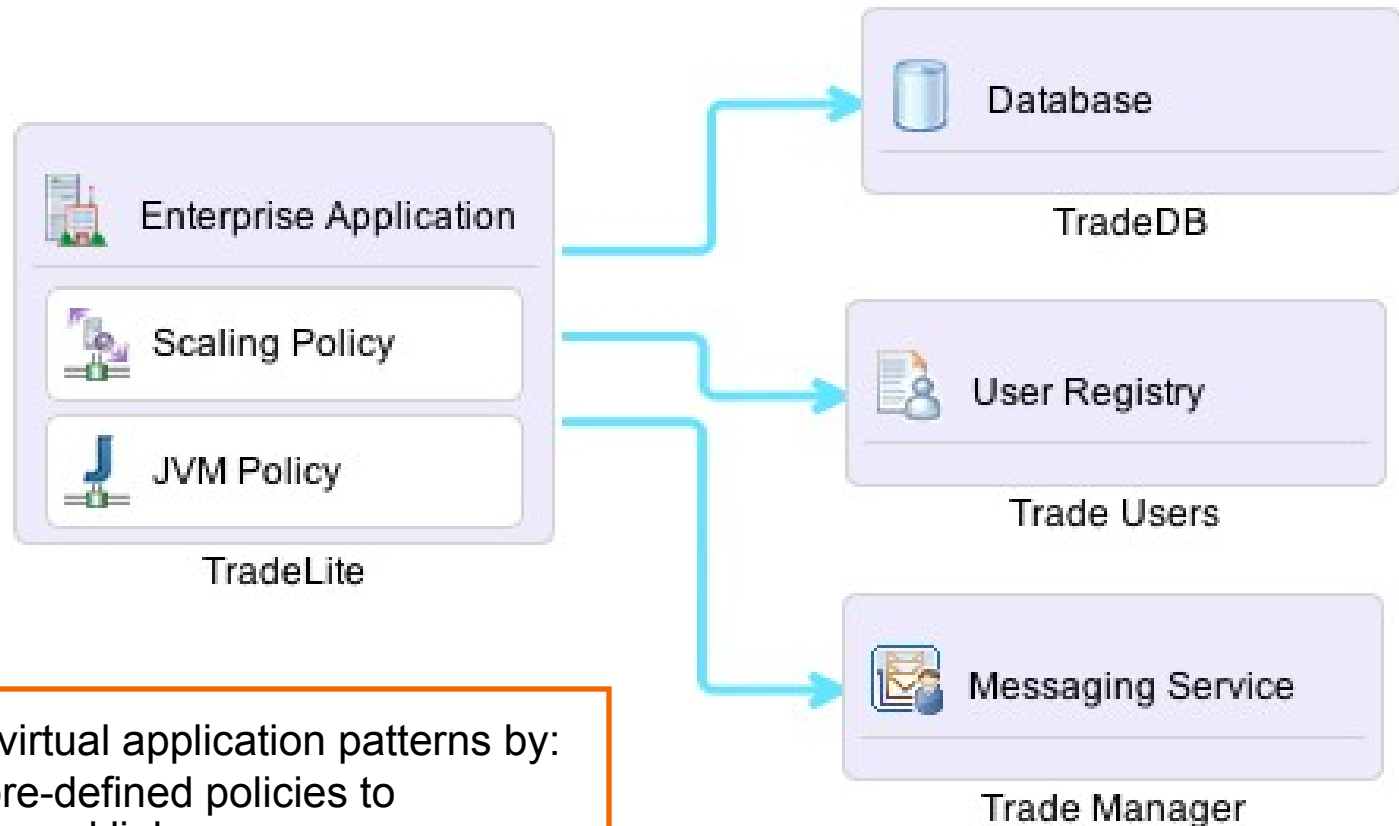 Enterprise Application
Scaling Policy
JVM Policy
TradeLite
Database
TradeDB
User Registry
Trade Users
Messaging Service
Trade Manager
virtual application patterns by:
pre-defined policies to